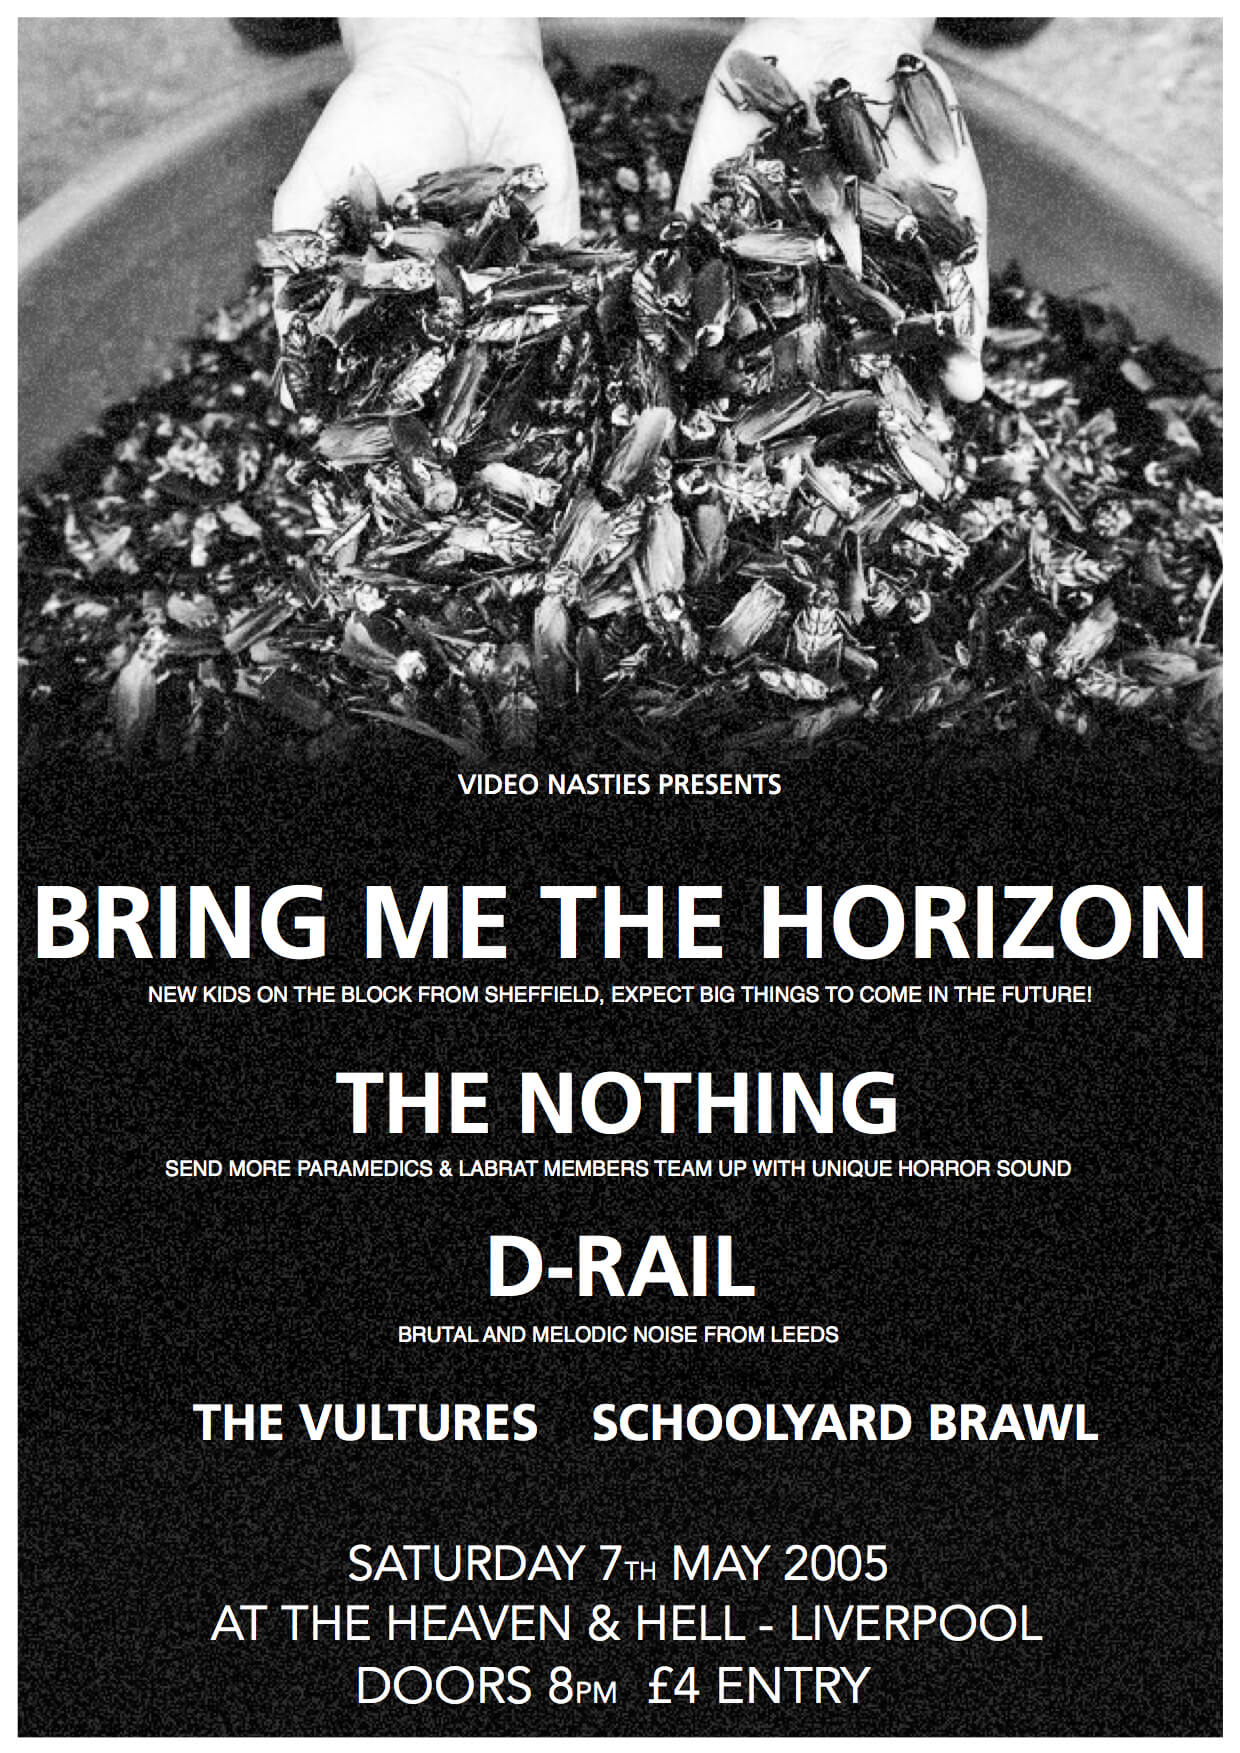 VIDEO NASTIES PRESENTS
BRING ME THE HORIZON
NEW KIDS ON THE BLOCK FROM SHEFFIELD, EXPECT BIG THINGS TO COME IN THE FUTURE!
THE NOTHING
SEND MORE PARAMEDICS & LABRAT MEMBERS TEAM UP WITH UNIQUE HORROR SOUND
D-RAIL
BRUTAL AND MELODIC NOISE FROM LEEDS
THE VULTURES SCHOOLYARD BRAWL
SATURDAY 7TH MAY 2005
AT THE HEAVEN & HELL - LIVERPOOL
DOORS 8PM £4 ENTRY